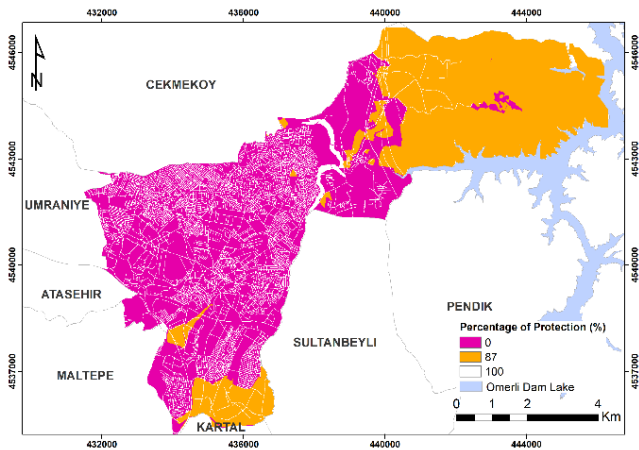 432000 436000 440000 444000
4546000 4546000
N
CEKMEKOY
4543000 4543000
UMRANIYE
4540000 4540000
ATASEHIR
PENDIK
SULTANBEYLI
Percentage of Protection (%)
0
87
100
Omerli Dam Lake
4537000 4537000
MALTEPE
0 1 2 4
Km
KARTAL
432000 436000 440000 444000